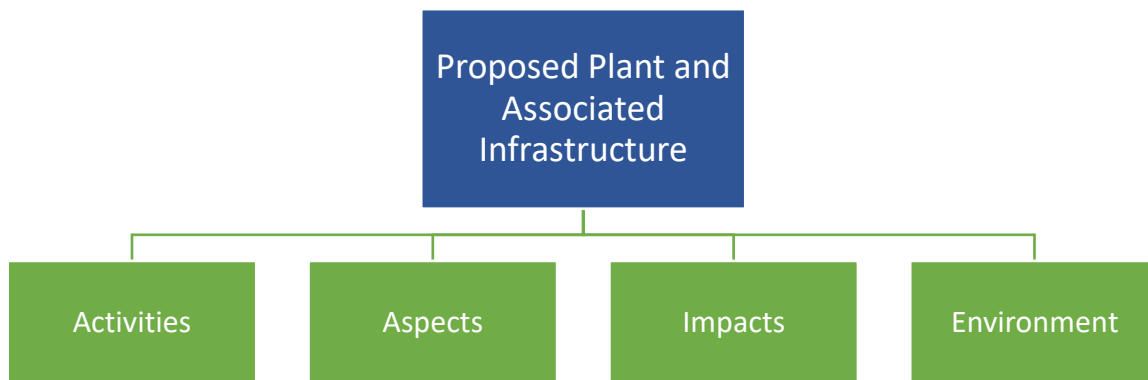 Proposed Plant and
Associated
Infrastructure
Activities
Aspects
Impacts
Environment